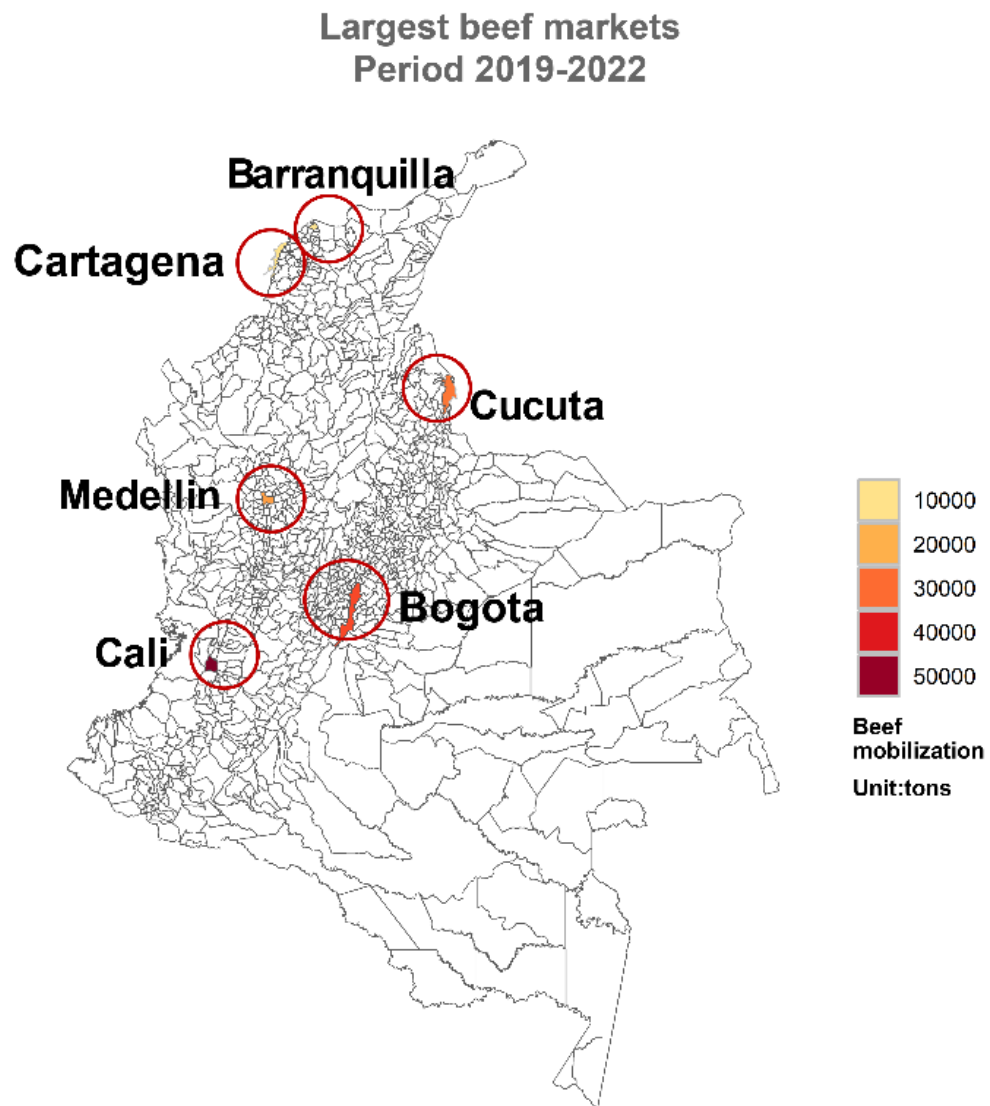 Largest beef markets
Period 2019-2022
Barranquilla
Cartagena
Cucuta
Medellin
Bogota
Cali
10000
20000
30000
40000
50000
Beef
mobilization
Unit:tons